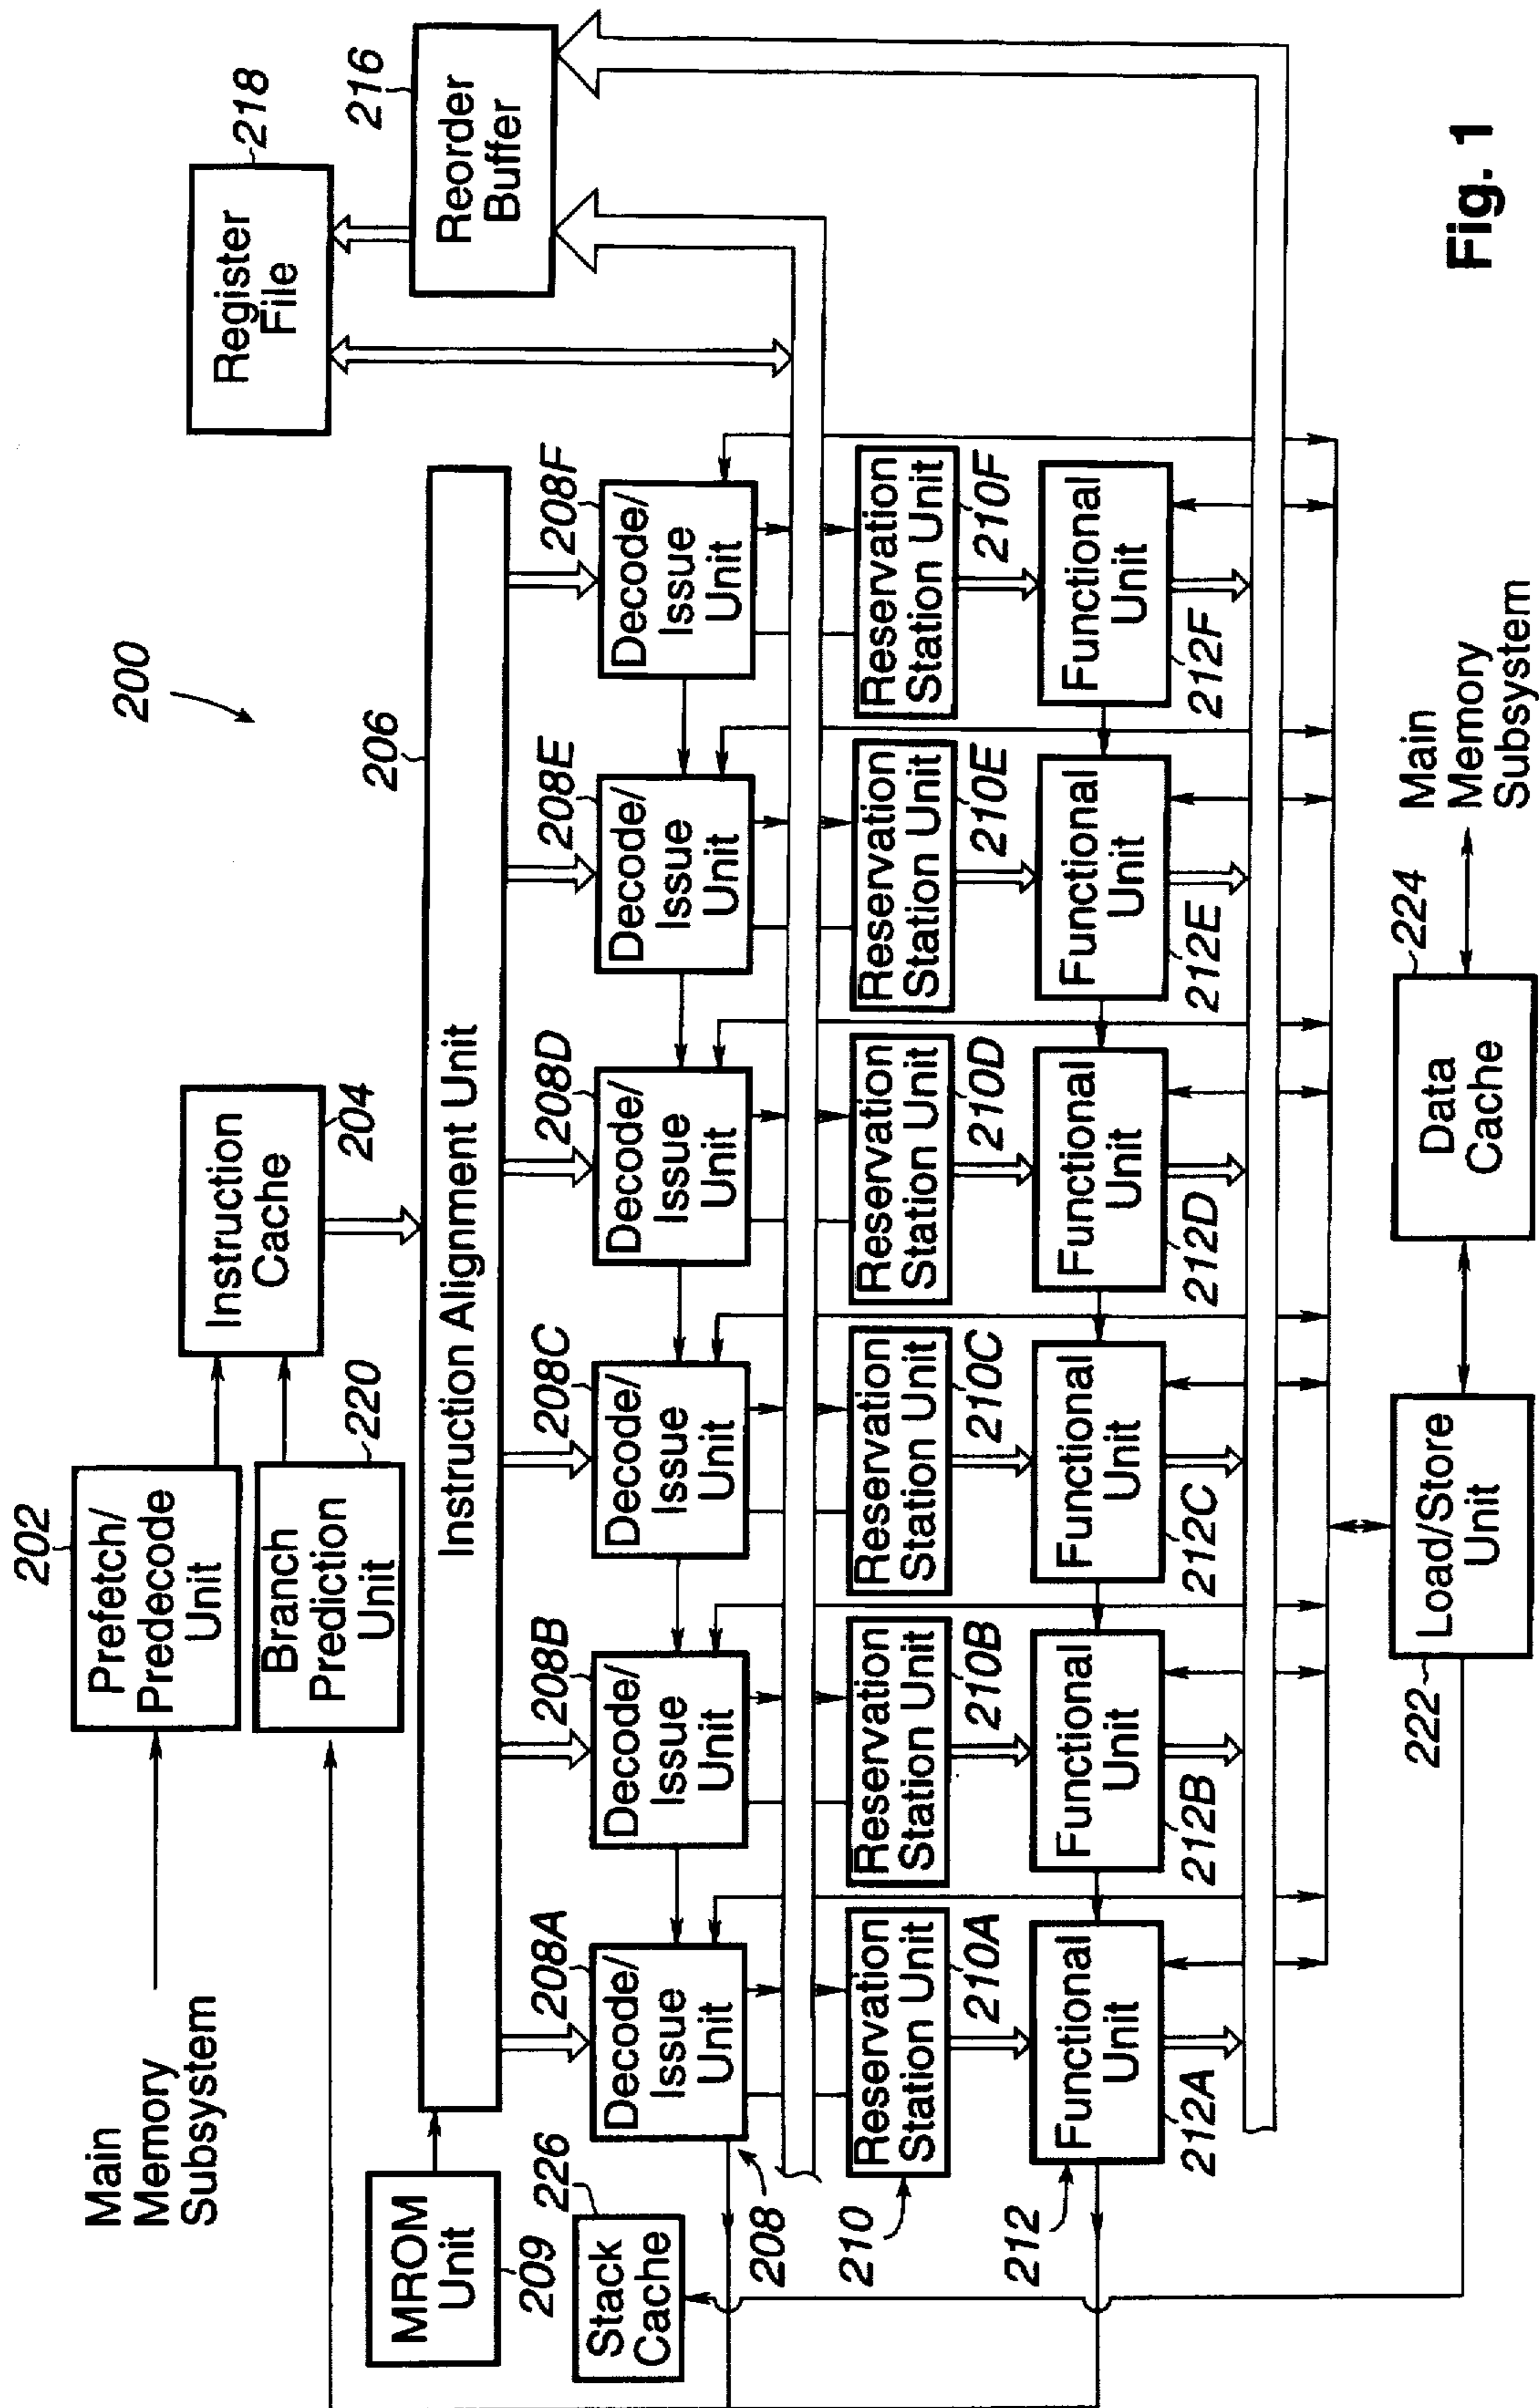 200
Main
Memory
Subsystem
202
Prefetch/
Predecode
Unit
Branch
Prediction
Unit
220
Instruction
Cache
204
Register
File
218
Reorder
Buffer
216
MROM
Unit
209
Instruction Alignment Unit
206
Stack
Cache
226
208
208A
Decode/
Issue
Unit
208B
Decode/
Issue
Unit
208C
Decode/
Issue
Unit
208D
Decode/
Issue
Unit
208E
Decode/
Issue
Unit
208F
Decode/
Issue
Unit
210
Reservation
Station Unit
210A
Reservation
Station Unit
210B
Reservation
Station Unit
210C
Reservation
Station Unit
210D
Reservation
Station Unit
210E
Reservation
Station Unit
210F
212
Functional
Unit
212A
Functional
Unit
212B
Functional
Unit
212C
Functional
Unit
212D
Functional
Unit
212E
Functional
Unit
212F
222
Load/Store
Unit
Data
Cache
224
Main
Memory
Subsystem
Fig. 1